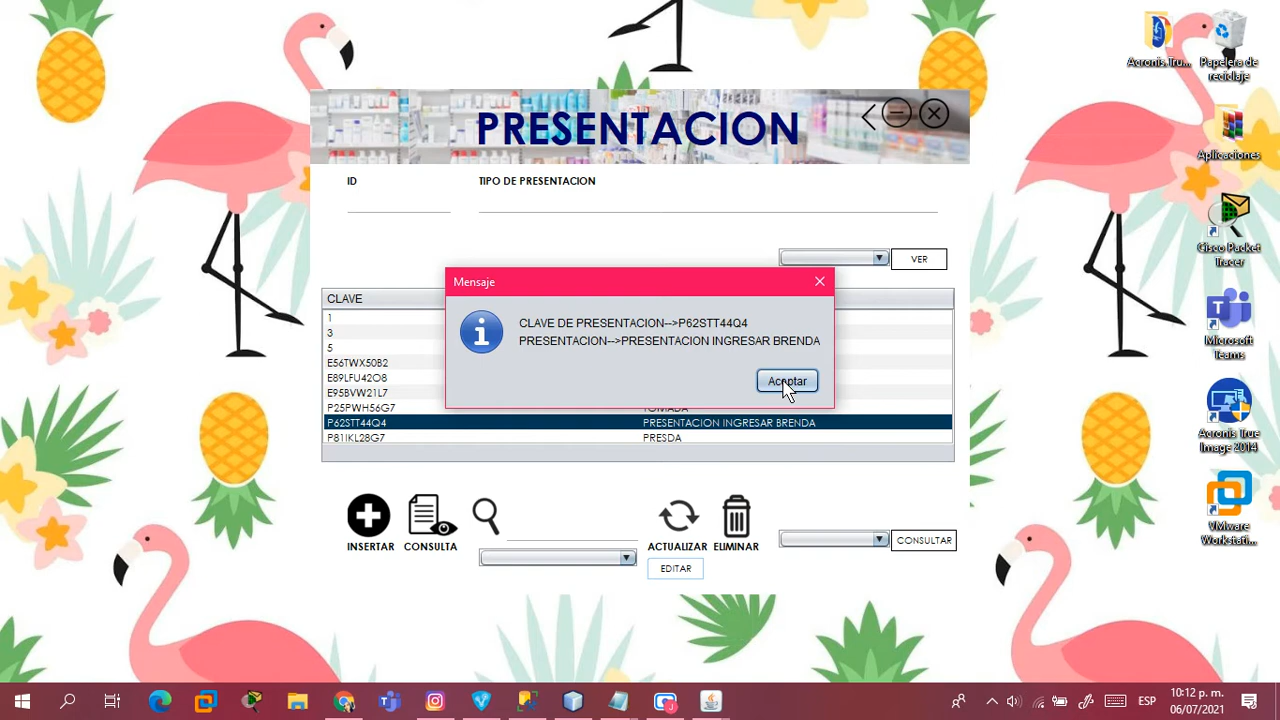 Acronis Tru...
Papelera de
reciclaje
PRESENTACION
Aplicaciones
ID
TIPO DE PRESENTACION
Cisco Packet
Tracer
VER
Mensaje
CLAVE
CLAVE DE PRESENTACION-->P62STT44Q4
PRESENTACION-->PRESENTACION INGRESAR BRENDA
Aceptar
1
3
5
E56TWX50B2
E89LFU42O8
E95BVW21L7
P25PWH56G7 TOMADA
P62STT44Q4 PRESENTACION INGRESAR BRENDA
P81IKL28G7 PRESDA
Microsoft
Teams
Acronis True
Image 2014
INSERTAR
CONSULTA
ACTUALIZAR
ELIMINAR
CONSULTAR
EDITAR
VMware
Workstati...
ESP
10:12 p. m.
06/07/2021